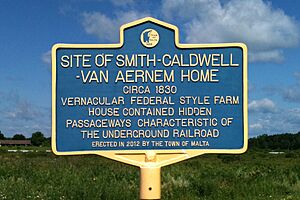 SITE OF SMITH-CALDWELL
-VAN AERNEM HOME
CIRCA 1830
VERNACULAR FEDERAL STYLE FARM
HOUSE CONTAINED HIDDEN
PASSAGEWAYS CHARACTERISTIC OF
THE UNDERGROUND RAILROAD
ERECTED IN 2012 BY THE TOWN OF MALTA